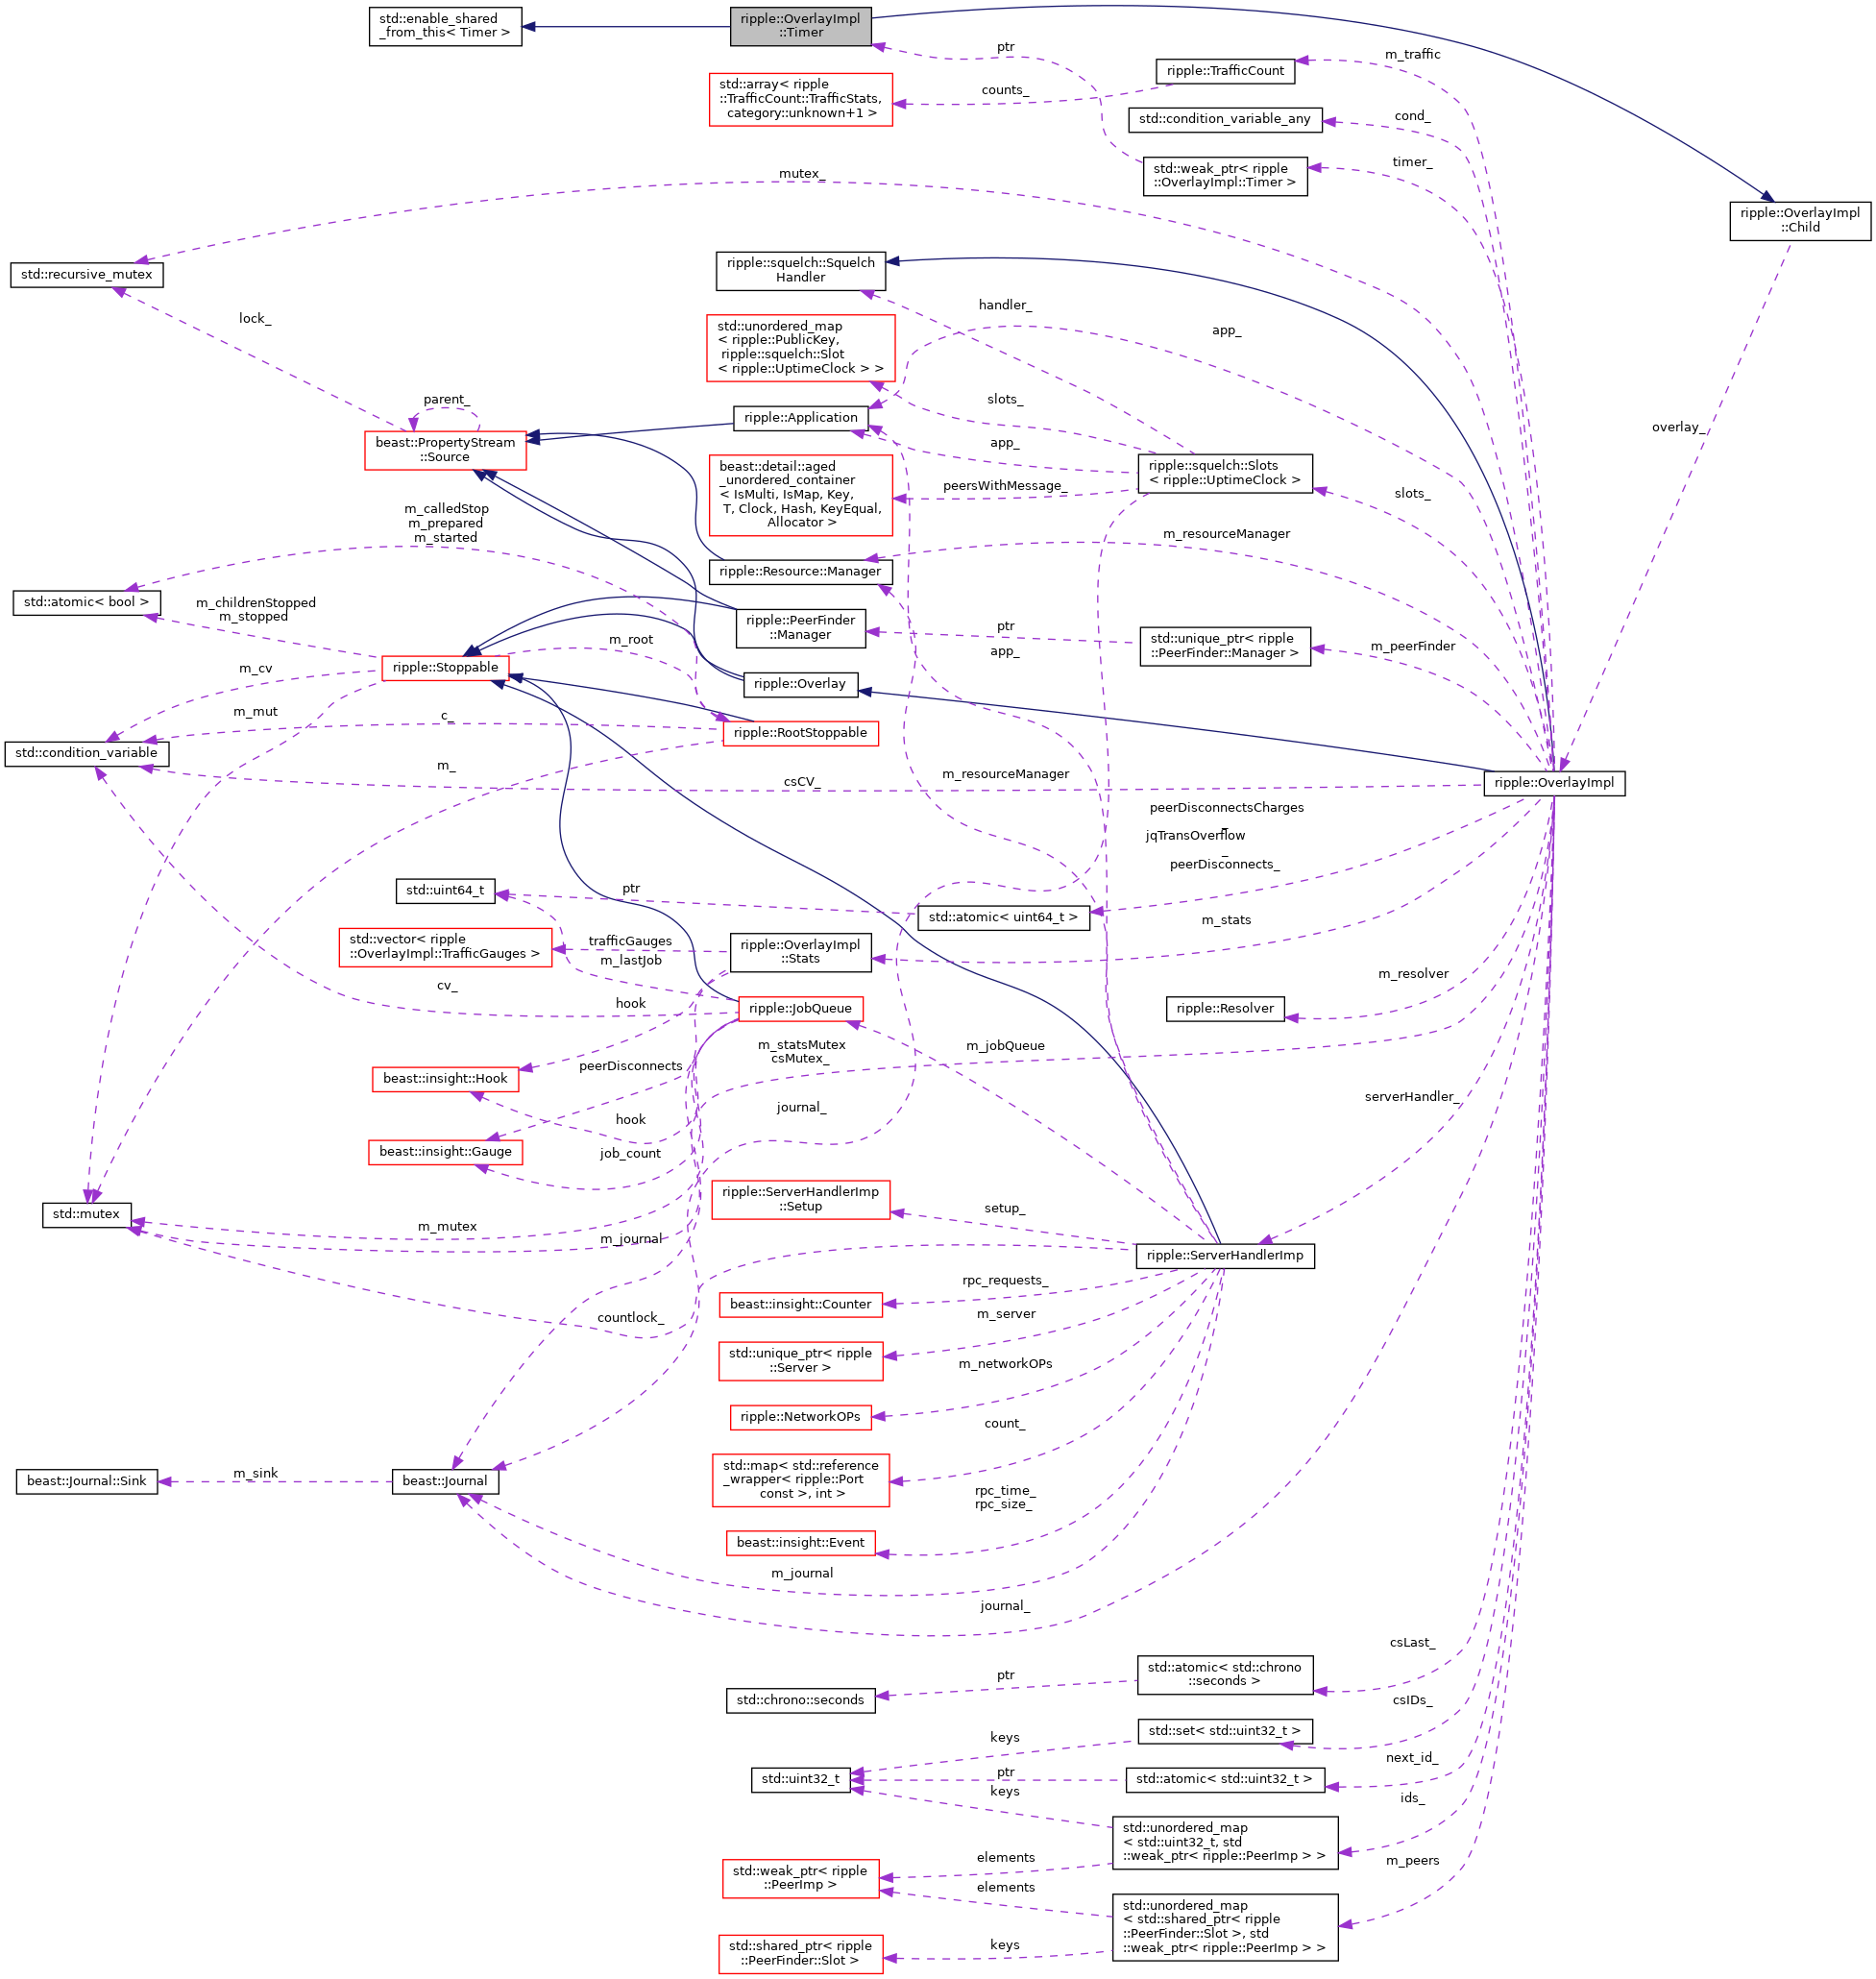 std::enable_shared
_from_this< Timer >
ripple::OverlayImpl
::Timer
ptr
m_traffic
ripple::TrafficCount
std::array< ripple
::TrafficCount::TrafficStats,
category::unknown+1 >
counts_
cond_
std::condition_variable_any
timer_
std::weak_ptr< ripple
::OverlayImpl::Timer >
mutex_
ripple::OverlayImpl
::Child
std::recursive_mutex
ripple::squelch::Squelch
Handler
lock_
handler_
app_
std::unordered_map
< ripple::PublicKey,
ripple::squelch::Slot
< ripple::UptimeClock > >
parent_
slots_
ripple::Application
overlay_
beast::PropertyStream
::Source
app_
ripple::squelch::Slots
< ripple::UptimeClock >
beast::detail::aged
_unordered_container
< IsMulti, IsMap, Key,
T, Clock, Hash, KeyEqual,
Allocator >
peersWithMessage_
slots_
m_calledStop
m_prepared
m_started
m_resourceManager
ripple::Resource::Manager
std::atomic< bool >
m_childrenStopped
m_stopped
ripple::PeerFinder
::Manager
ptr
app_
std::unique_ptr< ripple
::PeerFinder::Manager >
m_peerFinder
m_root
ripple::Stoppable
m_cv
ripple::Overlay
m_mut
c_
ripple::RootStoppable
std::condition_variable
m_
csCV_
m_resourceManager
ripple::OverlayImpl
peerDisconnectsCharges
_
jqTransOverflow
_
peerDisconnects_
std::uint64_t
ptr
std::atomic< uint64_t >
m_stats
std::vector< ripple
::OverlayImpl::TrafficGauges >
trafficGauges
m_lastJob
ripple::OverlayImpl
::Stats
m_resolver
cv_
hook
ripple::JobQueue
ripple::Resolver
m_statsMutex
csMutex_
m_jobQueue
beast::insight::Hook
peerDisconnects
journal_
serverHandler_
hook
beast::insight::Gauge
job_count
ripple::ServerHandlerImp
::Setup
setup_
std::mutex
m_mutex
m_journal
ripple::ServerHandlerImp
rpc_requests_
beast::insight::Counter
countlock_
m_server
std::unique_ptr< ripple
::Server >
m_networkOPs
ripple::NetworkOPs
count_
std::map< std::reference
_wrapper< ripple::Port
const >, int >
beast::Journal::Sink
m_sink
beast::Journal
rpc_time_
rpc_size_
beast::insight::Event
m_journal
journal_
csLast_
std::atomic< std::chrono
::seconds >
ptr
std::chrono::seconds
csIDs_
std::set< std::uint32_t >
keys
next_id_
std::uint32_t
ptr
std::atomic< std::uint32_t >
keys
ids_
std::unordered_map
< std::uint32_t, std
::weak_ptr< ripple::PeerImp > >
elements
std::weak_ptr< ripple
::PeerImp >
m_peers
elements
std::unordered_map
< std::shared_ptr< ripple
::PeerFinder::Slot >, std
::weak_ptr< ripple::PeerImp > >
std::shared_ptr< ripple
::PeerFinder::Slot >
keys